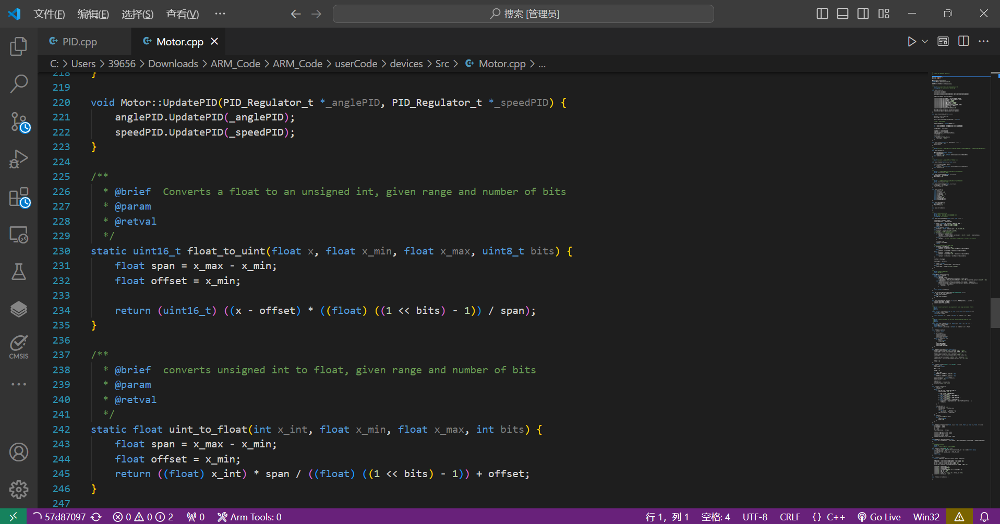 文件(F) 编辑(E) 选择(S) 查看(V) ··· 搜索 [管理员]
PID.cpp Motor.cpp
C: > Users > 39656 > Downloads > ARM_Code > ARM_Code > userCode > devices > Src > Motor.cpp > ...
218 }
219
220 void Motor::UpdatePID(PID_Regulator_t *_anglePID, PID_Regulator_t *_speedPID) {
221     anglePID.UpdatePID(_anglePID);
222     speedPID.UpdatePID(_speedPID);
223 }
224
225 /**
226  * @brief  Converts a float to an unsigned int, given range and number of bits
227  * @param
228  * @retval
229  */
230 static uint16_t float_to_uint(float x, float x_min, float x_max, uint8_t bits) {
231     float span = x_max - x_min;
232     float offset = x_min;
233
234     return (uint16_t) ((x - offset) * ((float) ((1 << bits) - 1)) / span);
235 }
236
237 /**
238  * @brief  converts unsigned int to float, given range and number of bits
239  * @param
240  * @retval
241  */
242 static float uint_to_float(int x_int, float x_min, float x_max, int bits) {
243     float span = x_max - x_min;
244     float offset = x_min;
245     return ((float) x_int) * span / ((float) ((1 << bits) - 1)) + offset;
246 }
247
CMSIS
57d87097 0 0 2 0 Arm Tools: 0 行 1，列 1 空格: 4 UTF-8 CRLF {} C++ Go Live Win32